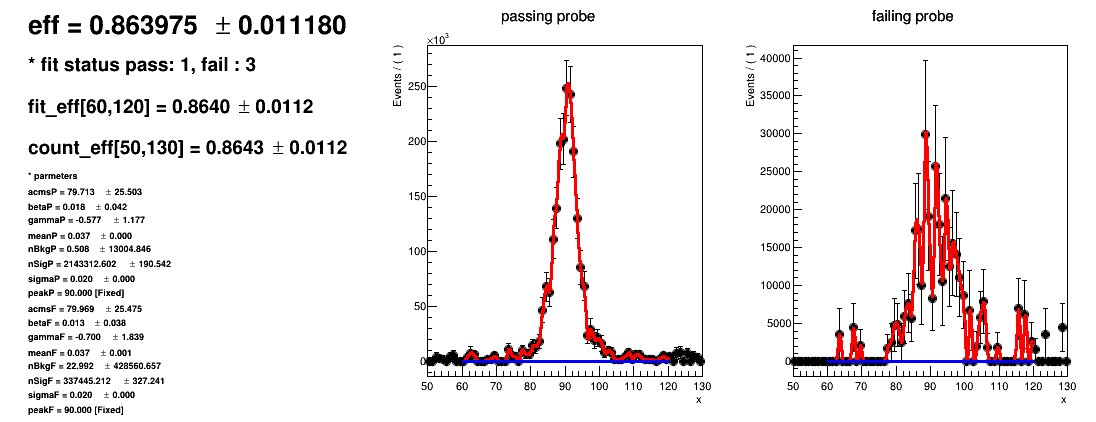 eff = 0.863975 ± 0.011180
* fit status pass: 1, fail : 3
fit_eff[60,120] = 0.8640 ± 0.0112
count_eff[50,130] = 0.8643 ± 0.0112
* parmeters
acmsP = 79.713 ± 25.503
betaP = 0.018 ± 0.042
gammaP = -0.577 ± 1.177
meanP = 0.037 ± 0.000
nBkgP = 0.508 ± 13004.846
nSigP = 2143312.602 ± 190.542
sigmaP = 0.020 ± 0.000
peakP = 90.000 [Fixed]
acmsF = 79.969 ± 25.475
betaF = 0.013 ± 0.038
gammaF = -0.700 ± 1.839
meanF = 0.037 ± 0.001
nBkgF = 22.992 ± 428560.657
nSigF = 337445.212 ± 327.241
sigmaF = 0.020 ± 0.000
peakF = 90.000 [Fixed]
passing probe
×10³
Events / ( 1 )
250
200
150
100
50
0
50 60 70 80 90 100 110 120 130
x
failing probe
Events / ( 1 )
40000
35000
30000
25000
20000
15000
10000
5000
0
50 60 70 80 90 100 110 120 130
x